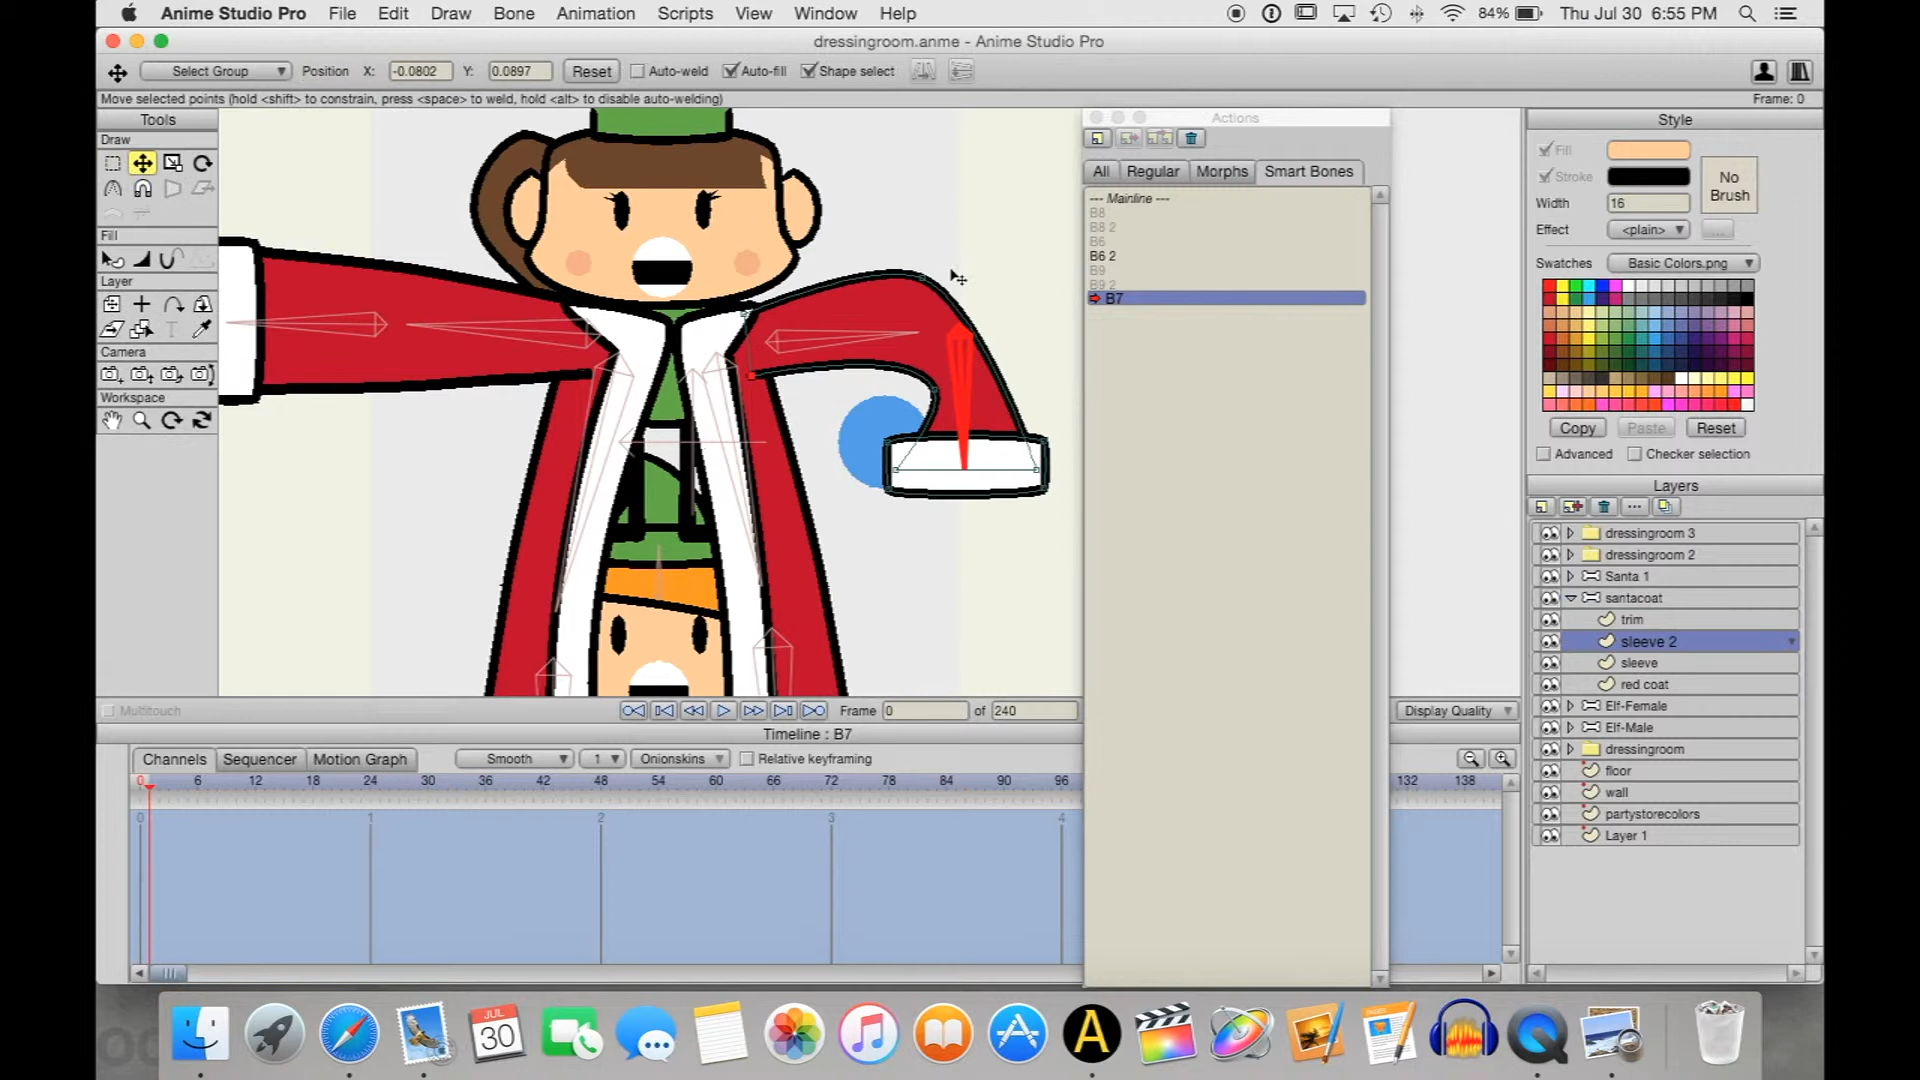 Anime Studio Pro File Edit Draw Bone Animation Scripts View Window Help 84% Thu Jul 30 6:55 PM
dressingroom.anme - Anime Studio Pro
Select Group Position X: -0.0802 Y: 0.0897 Reset Auto-weld Auto-fill Shape select
Move selected points (hold <shift> to constrain, press <space> to weld, hold <alt> to disable auto-welding) Frame: 0
Tools
Draw
Fill
Layer
Camera
Workspace
Actions
All Regular Morphs Smart Bones
--- Mainline ---
B8
B8 2
B6
B6 2
B9
B9 2
B7
Style
Fill
Stroke
No Brush
Width 16
Effect <plain> ...
Swatches Basic Colors.png
Copy Paste Reset
Advanced Checker selection
Layers
dressingroom 3
dressingroom 2
Santa 1
santacoat
trim
sleeve 2
sleeve
red coat
Elf-Female
Elf-Male
dressingroom
floor
wall
partystorecolors
Layer 1
Multitouch Frame 0 of 240 Display Quality
Timeline : B7
Channels Sequencer Motion Graph Smooth 1 Onionskins Relative keyframing
0 6 12 18 24 30 36 42 48 54 60 66 72 78 84 90 96 132 138
0 1 2 3 4
JUL
30